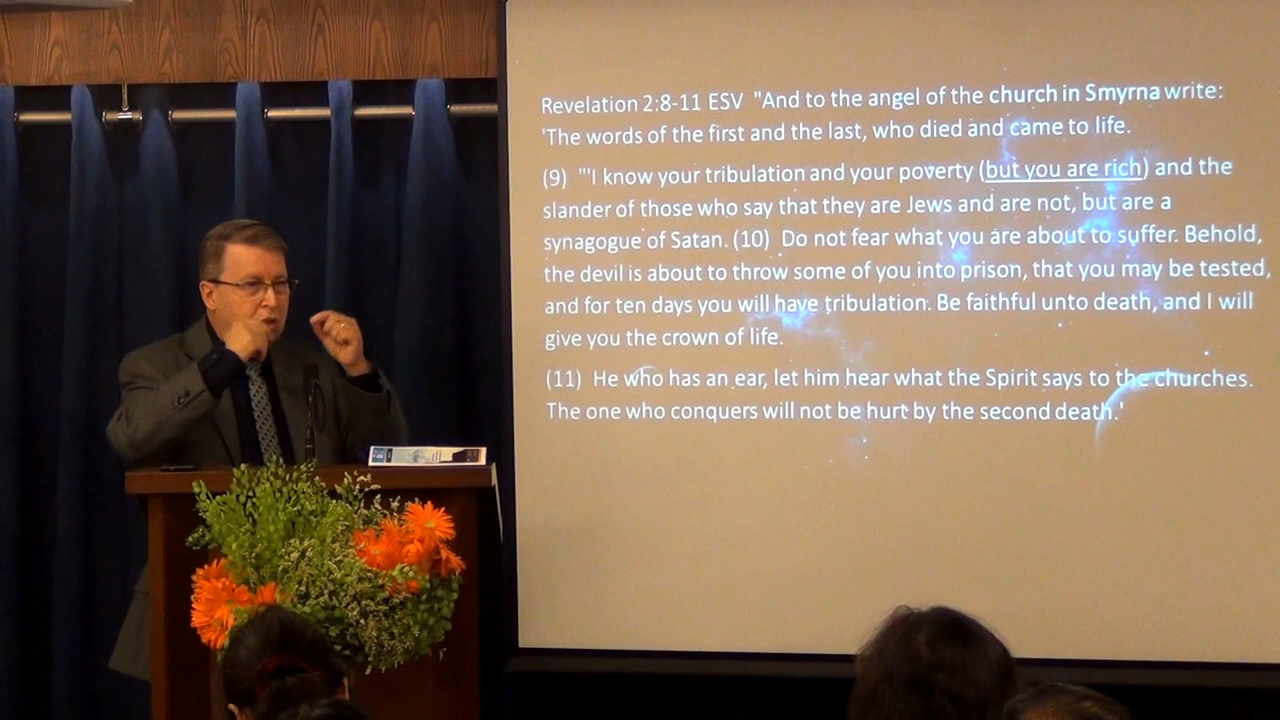 Revelation 2:8-11 ESV "And to the angel of the church in Smyrna write:
'The words of the first and the last, who died and came to life.
(9) "'I know your tribulation and your poverty (but you are rich) and the
slander of those who say that they are Jews and are not, but are a
synagogue of Satan. (10) Do not fear what you are about to suffer. Behold,
the devil is about to throw some of you into prison, that you may be tested,
and for ten days you will have tribulation. Be faithful unto death, and I will
give you the crown of life.
(11) He who has an ear, let him hear what the Spirit says to the churches.
The one who conquers will not be hurt by the second death.'